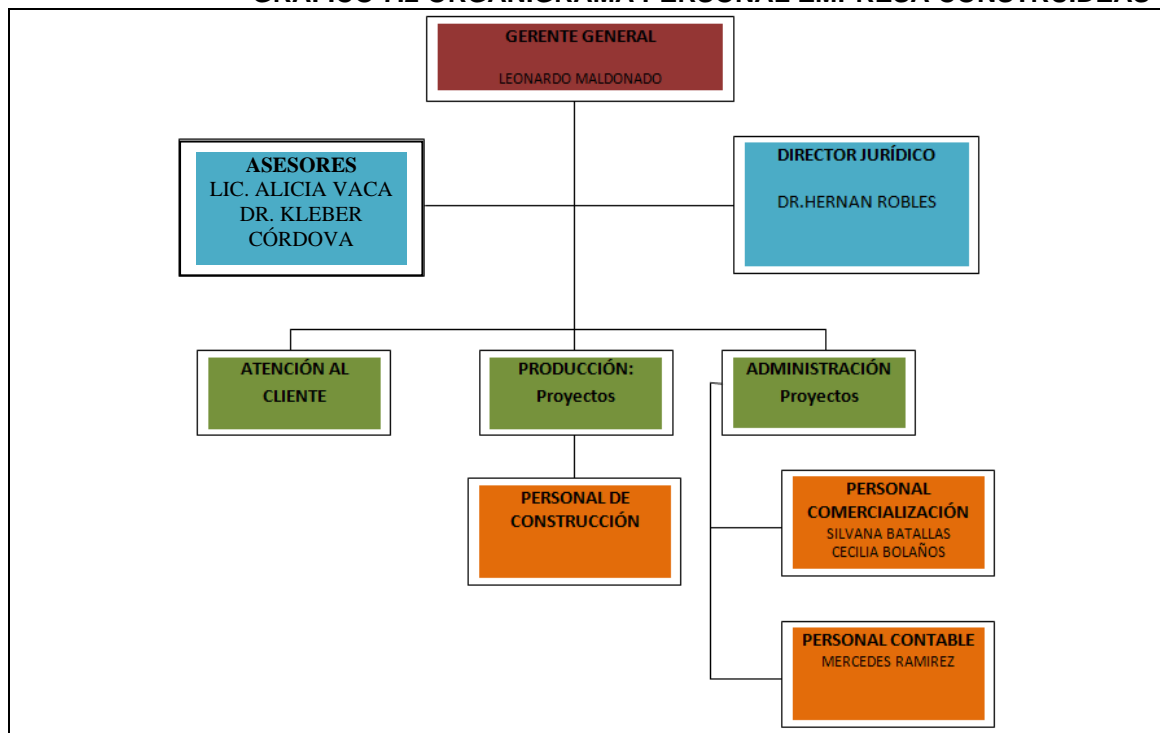 GERENTE GENERAL
LEONARDO MALDONADO
ASESORES
LIC. ALICIA VACA
DR. KLEBER
CÓRDOVA
DIRECTOR JURÍDICO
DR.HERNAN ROBLES
ATENCIÓN AL
CLIENTE
PRODUCCIÓN:
Proyectos
ADMINISTRACIÓN
Proyectos
PERSONAL DE
CONSTRUCCIÓN
PERSONAL
COMERCIALIZACIÓN
SILVANA BATALLAS
CECILIA BOLAÑOS
PERSONAL CONTABLE
MERCEDES RAMIREZ